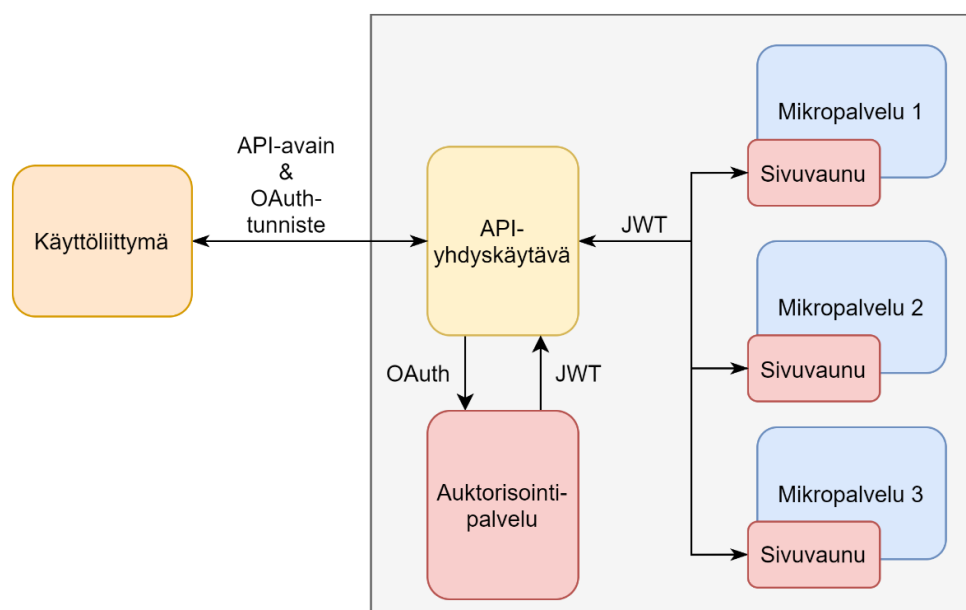 API-avain
&
OAuth-
tunniste
Käyttöliittymä
API-
yhdyskäytävä
JWT
OAuth
JWT
Auktorisointi-
palvelu
Mikropalvelu 1
Sivuvaunu
Mikropalvelu 2
Sivuvaunu
Mikropalvelu 3
Sivuvaunu